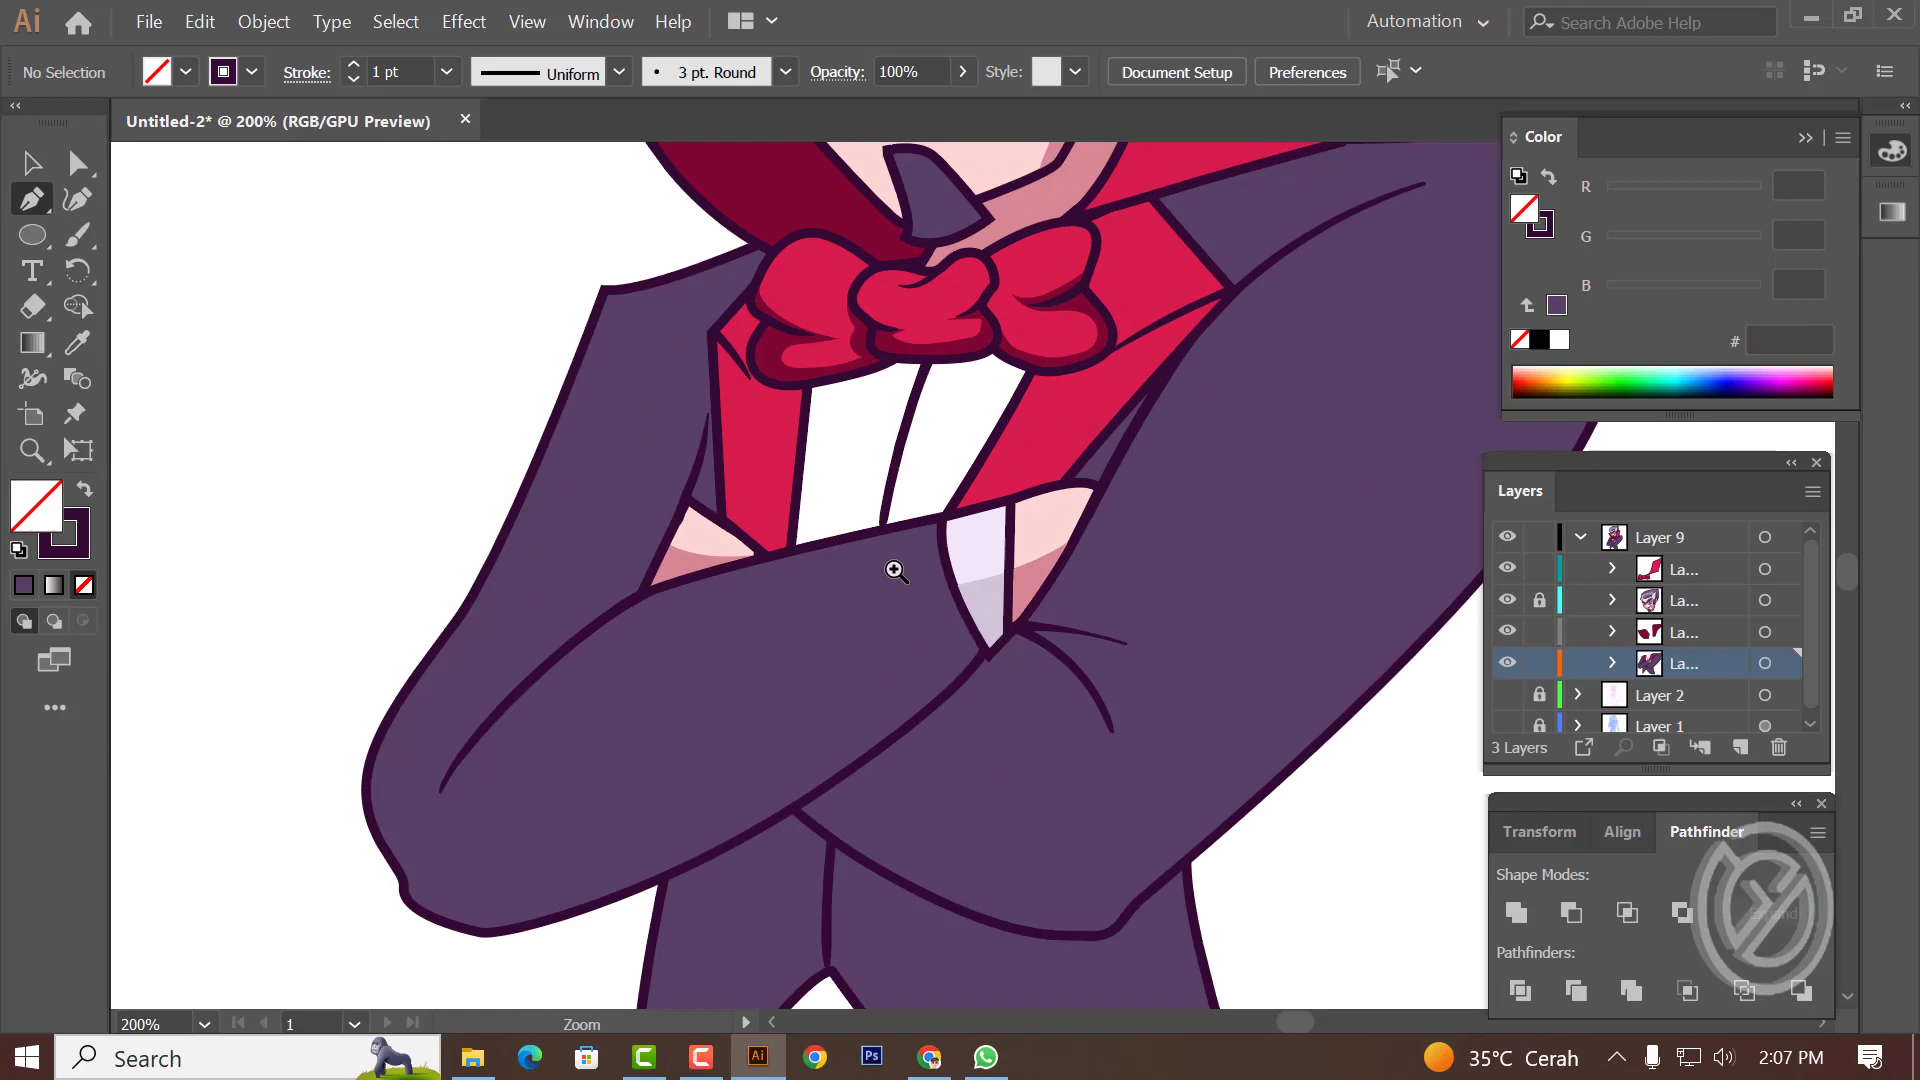 Ai File Edit Object Type Select Effect View Window Help Automation Search Adobe Help
No Selection Stroke: 1 pt Uniform 3 pt. Round Opacity: 100% Style: Document Setup Preferences
Untitled-2* @ 200% (RGB/GPU Preview)
Color
R
G
B
#
Layers
Layer 9
La...
La...
La...
La...
Layer 2
Layer 1
3 Layers
Transform Align Pathfinder
Shape Modes:
Expand
Pathfinders:
200% 1 Zoom
Search Ai Ps 35°C Cerah 2:07 PM